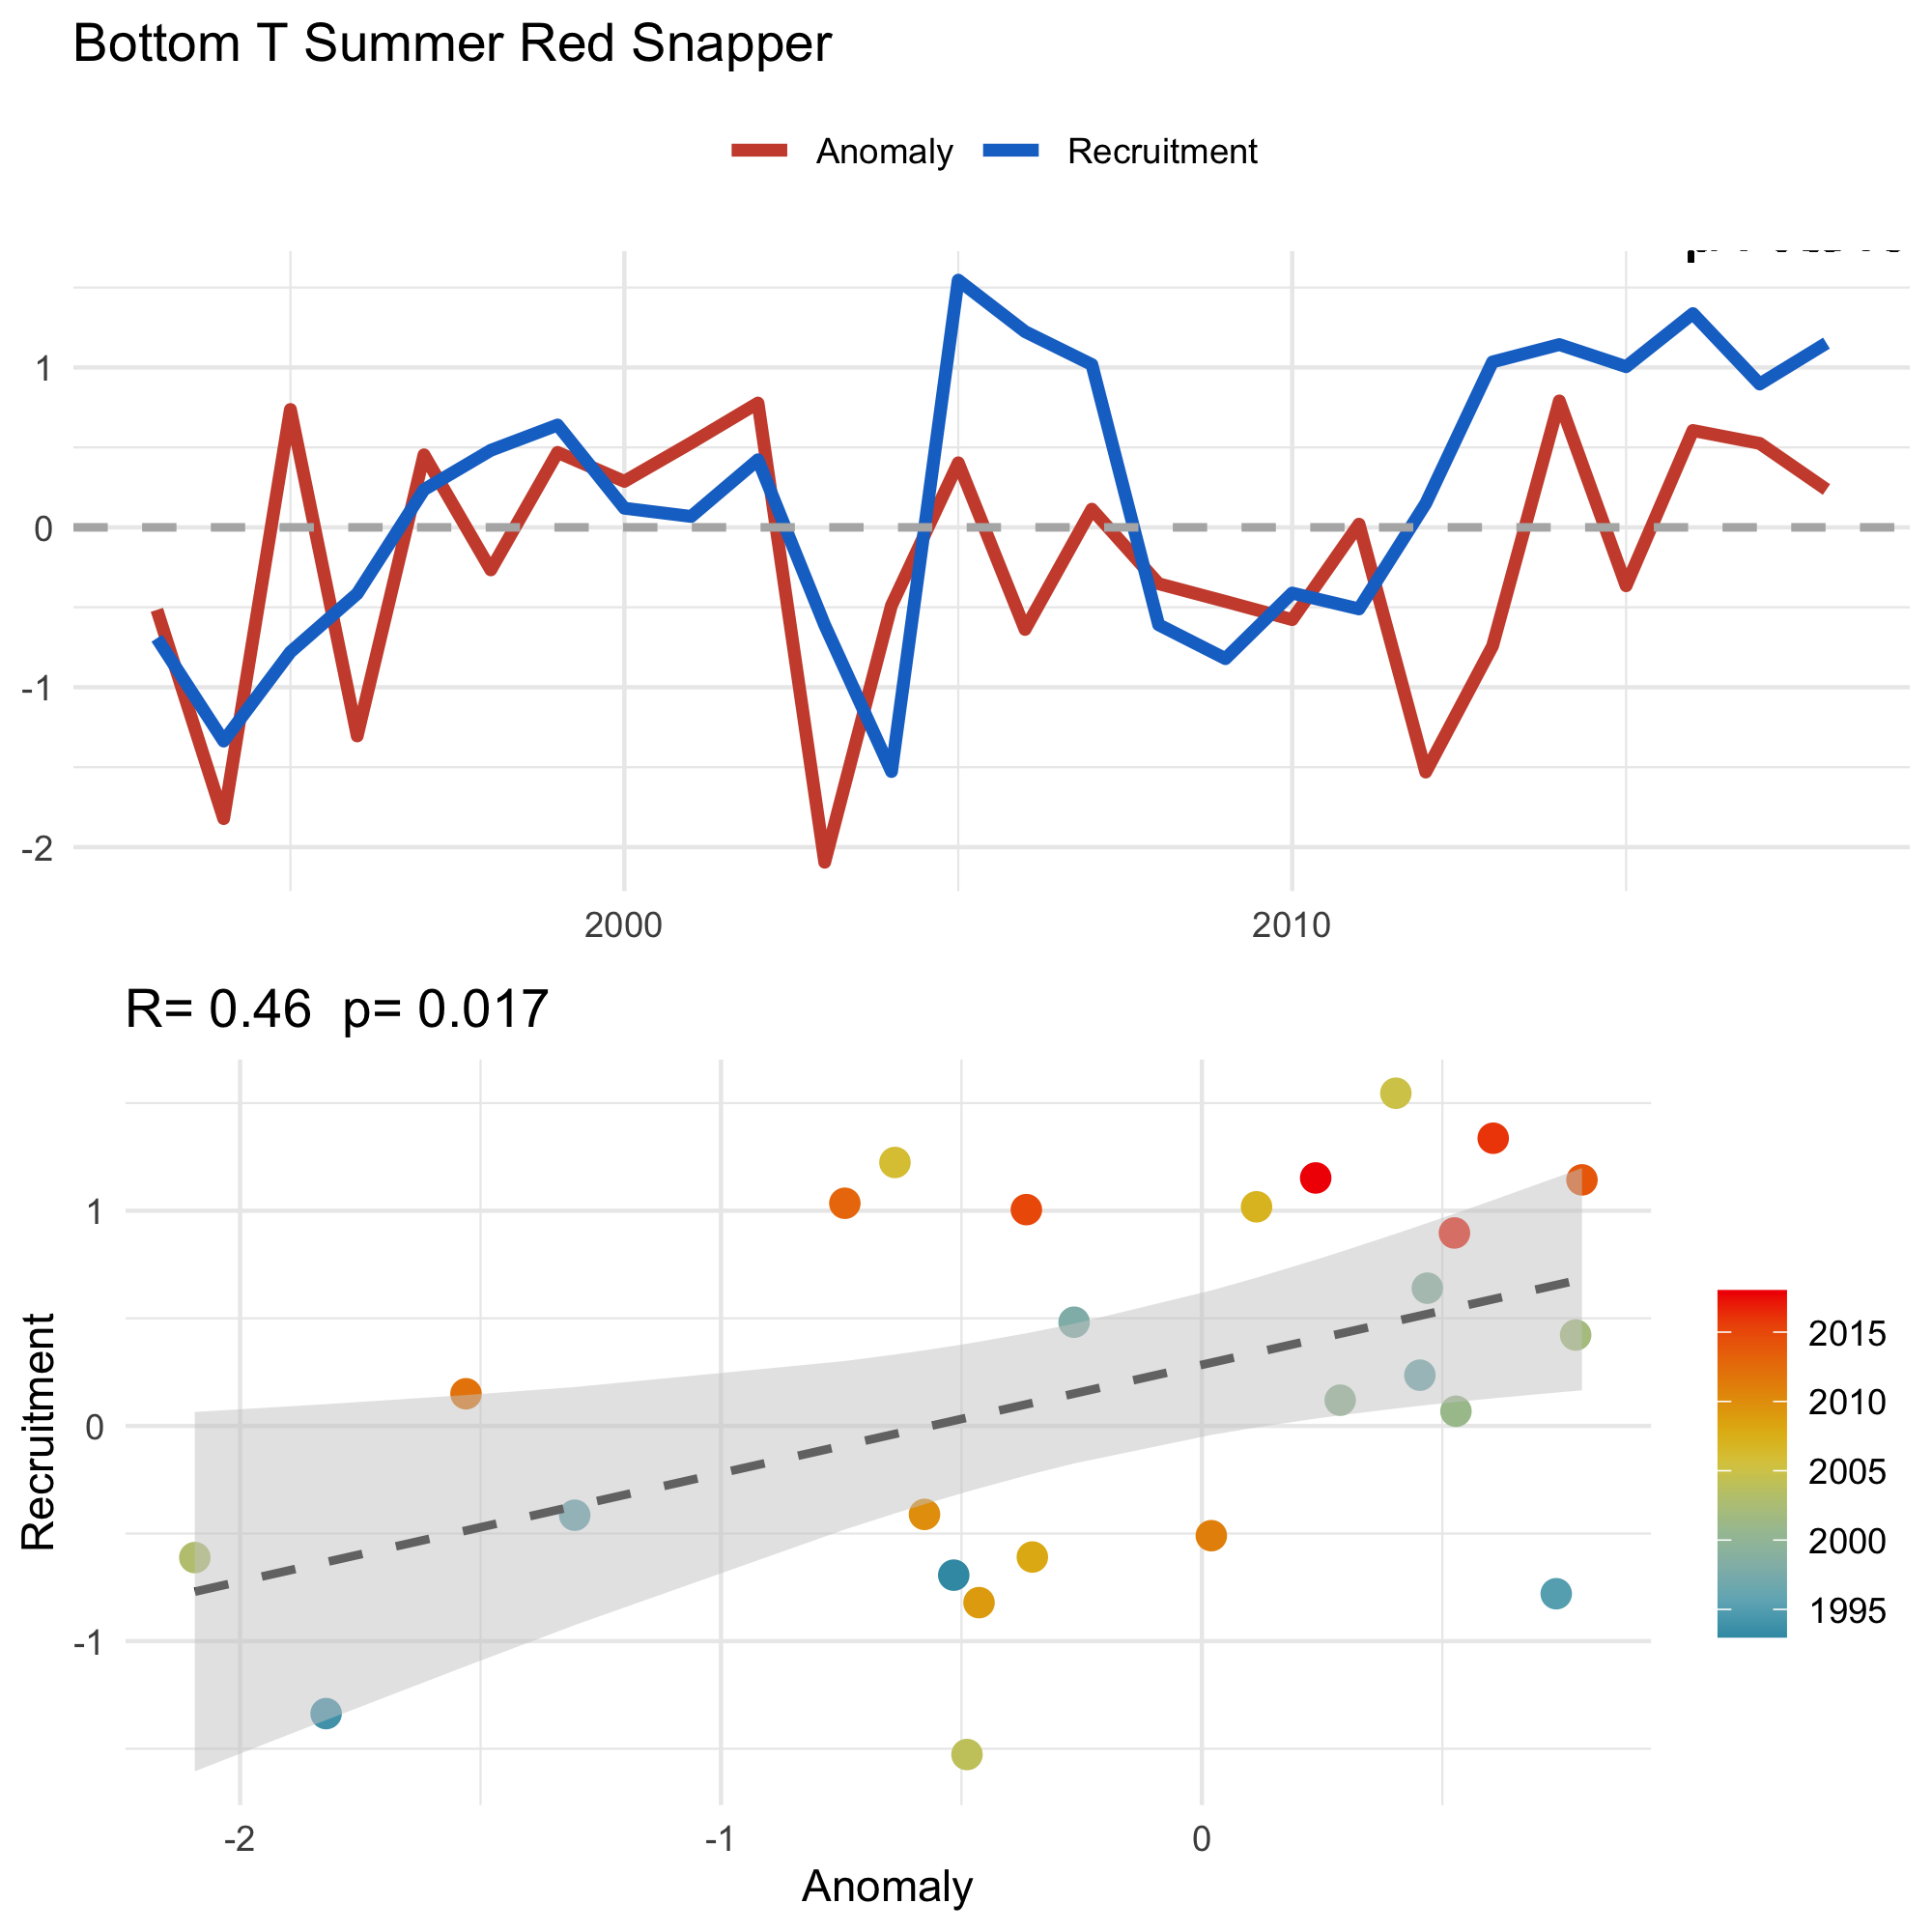 Bottom T Summer Red Snapper
Anomaly Recruitment
1
0
-1
-2
2000 2010
R= 0.46 p= 0.017
Recruitment
1
0
-1
-2 -1 0
Anomaly
2015
2010
2005
2000
1995